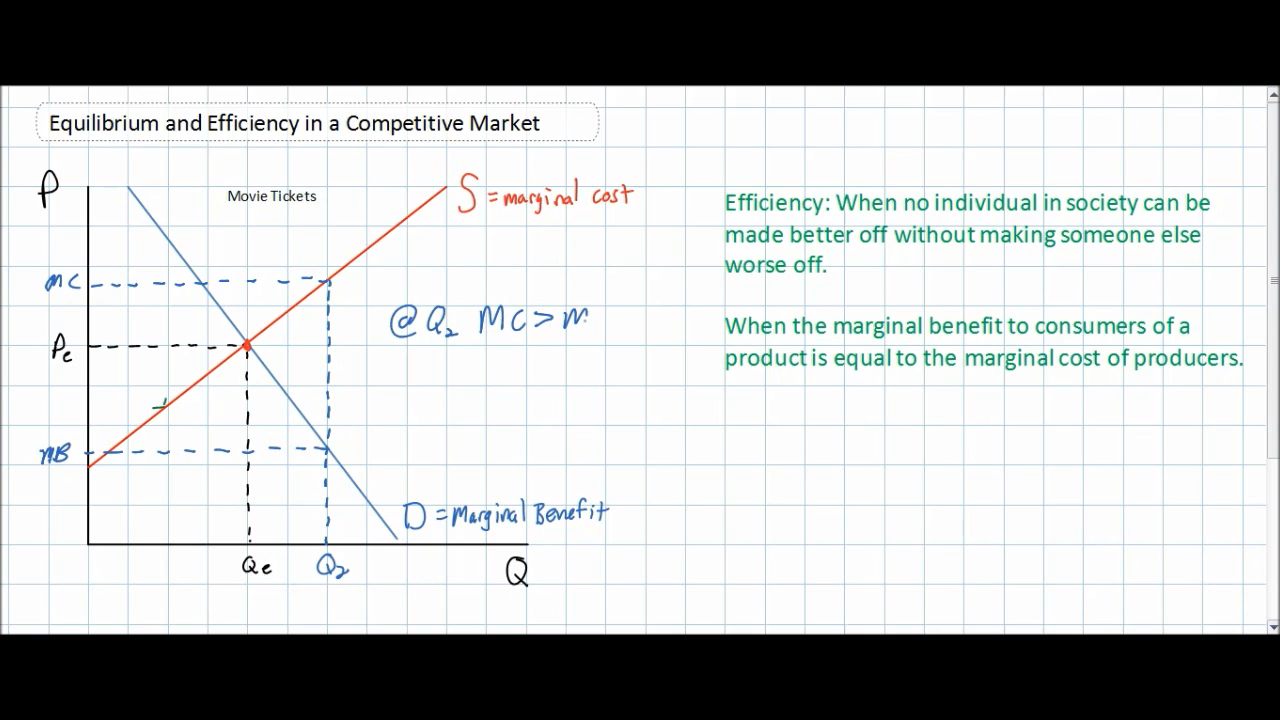 Equilibrium and Efficiency in a Competitive Market
P
Movie Tickets
S = marginal cost
Efficiency: When no individual in society can be
made better off without making someone else
worse off.
MC
@ Q2 MC > m
Pe
When the marginal benefit to consumers of a
product is equal to the marginal cost of producers.
MB
D = Marginal Benefit
Qe
Q2
Q